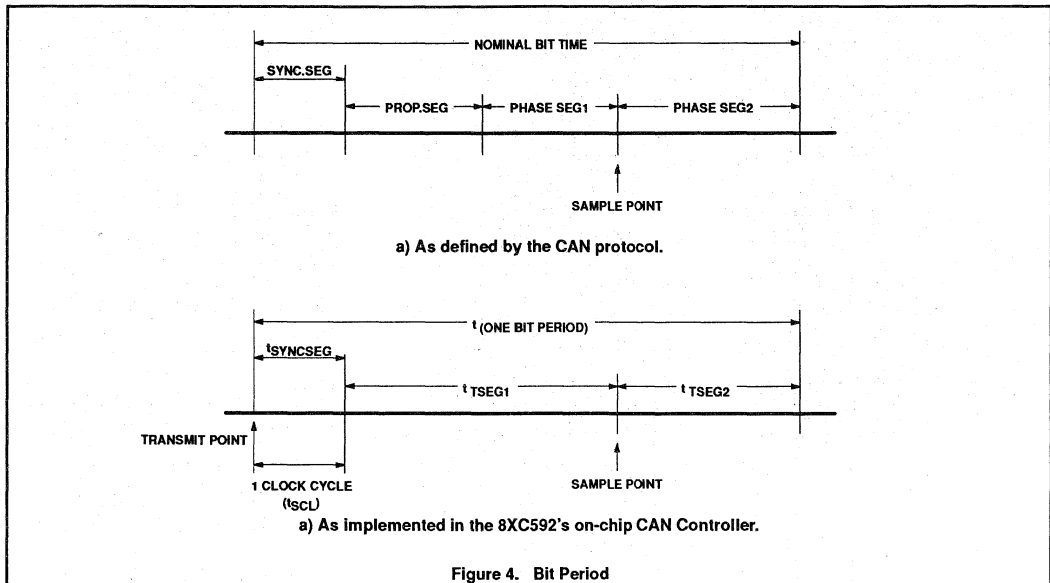 NOMINAL BIT TIME
SYNC.SEG
PROP.SEG PHASE SEG1 PHASE SEG2
SAMPLE POINT
a) As defined by the CAN protocol.
t (ONE BIT PERIOD)
tSYNCSEG
t TSEG1 t TSEG2
TRANSMIT POINT
1 CLOCK CYCLE
(tSCL)
SAMPLE POINT
a) As implemented in the 8XC592's on-chip CAN Controller.
Figure 4. Bit Period